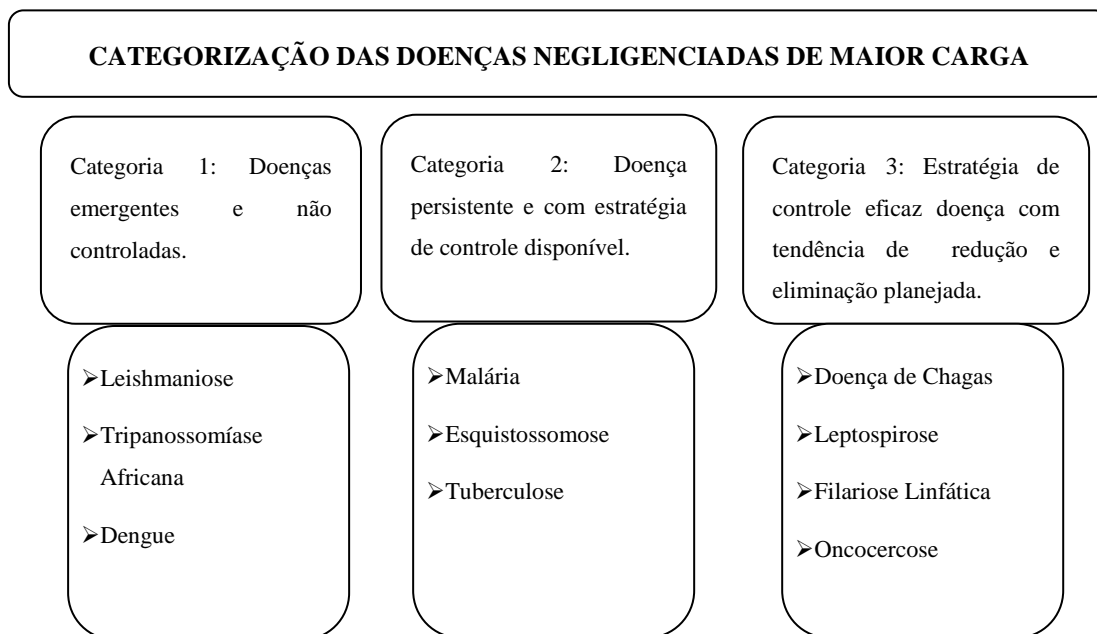 CATEGORIZAÇÃO DAS DOENÇAS NEGLIGENCIADAS DE MAIOR CARGA
Categoria 1: Doenças
emergentes e não
controladas.
Categoria 2: Doença
persistente e com estratégia
de controle disponível.
Categoria 3: Estratégia de
controle eficaz doença com
tendência de redução e
eliminação planejada.
➢Leishmaniose
➢Tripanossomíase
Africana
➢Dengue
➢Malária
➢Esquistossomose
➢Tuberculose
➢Doença de Chagas
➢Leptospirose
➢Filariose Linfática
➢Oncocercose